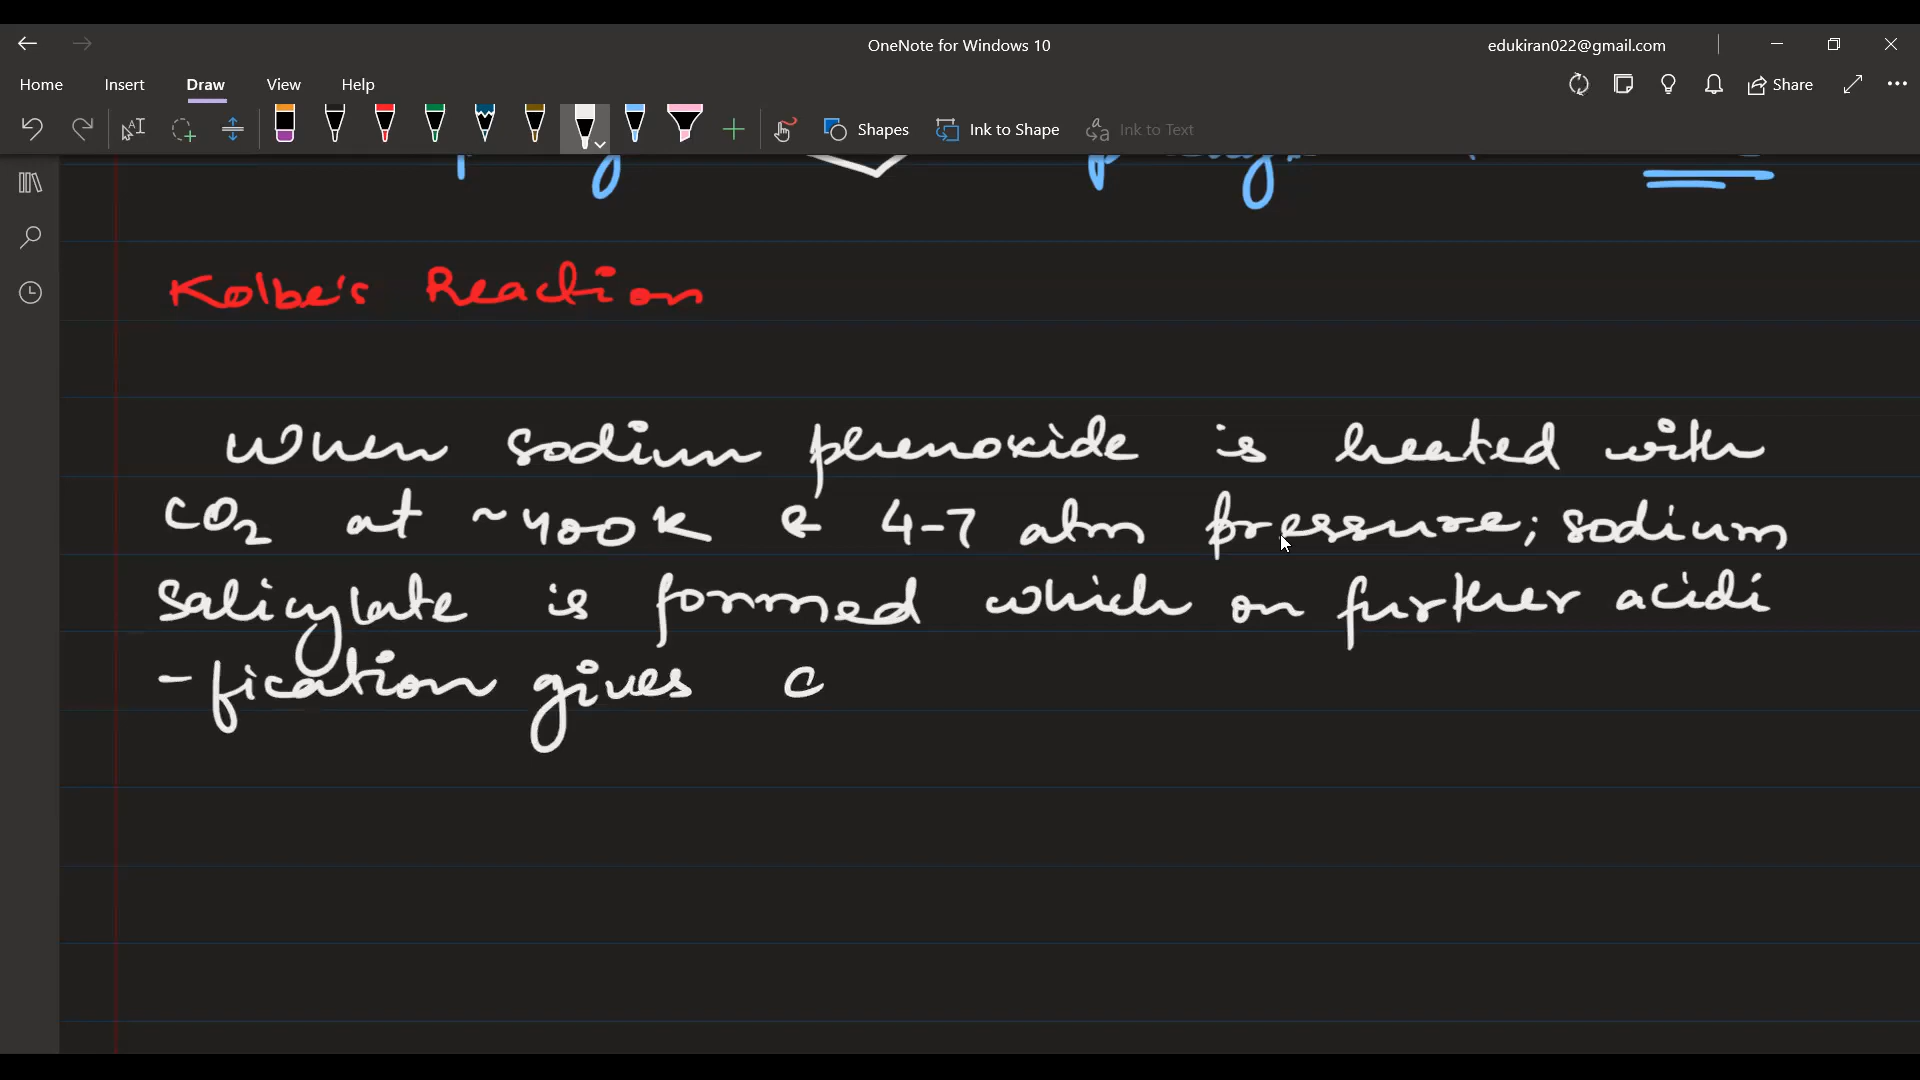 OneNote for Windows 10
edukiran022@gmail.com
Home Insert Draw View Help
Share
Shapes Ink to Shape Ink to Text
Kolbe's Reaction
When sodium phenoxide is heated with
CO2 at ~400K & 4-7 atm pressure; sodium
salicylate is formed which on further acidi
-fication gives